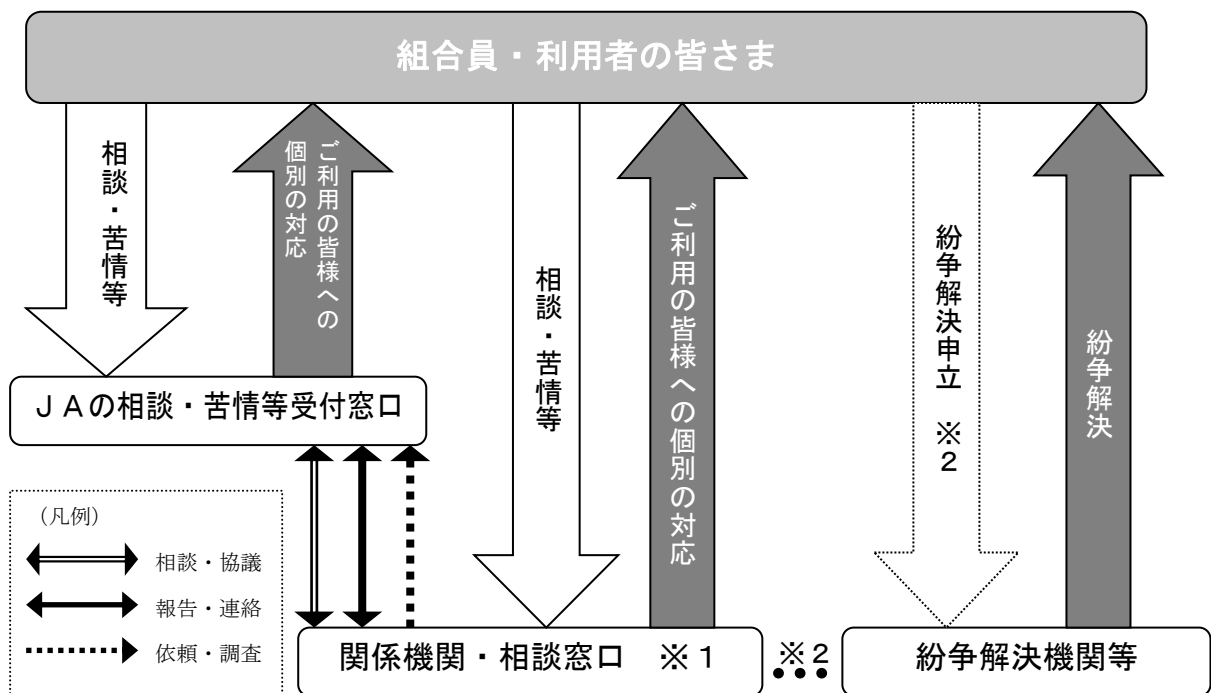 組合員・利用者の皆さま
相談・苦情等
ご利用の皆様への
個別の対応
相談・苦情等
ご利用の皆様への個別の対応
紛争解決申立　※2
紛争解決
ＪＡの相談・苦情等受付窓口
（凡例）
相談・協議
報告・連絡
依頼・調査
関係機関・相談窓口　※１
※２
紛争解決機関等